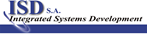 ISD S.A.
Integrated Systems Development